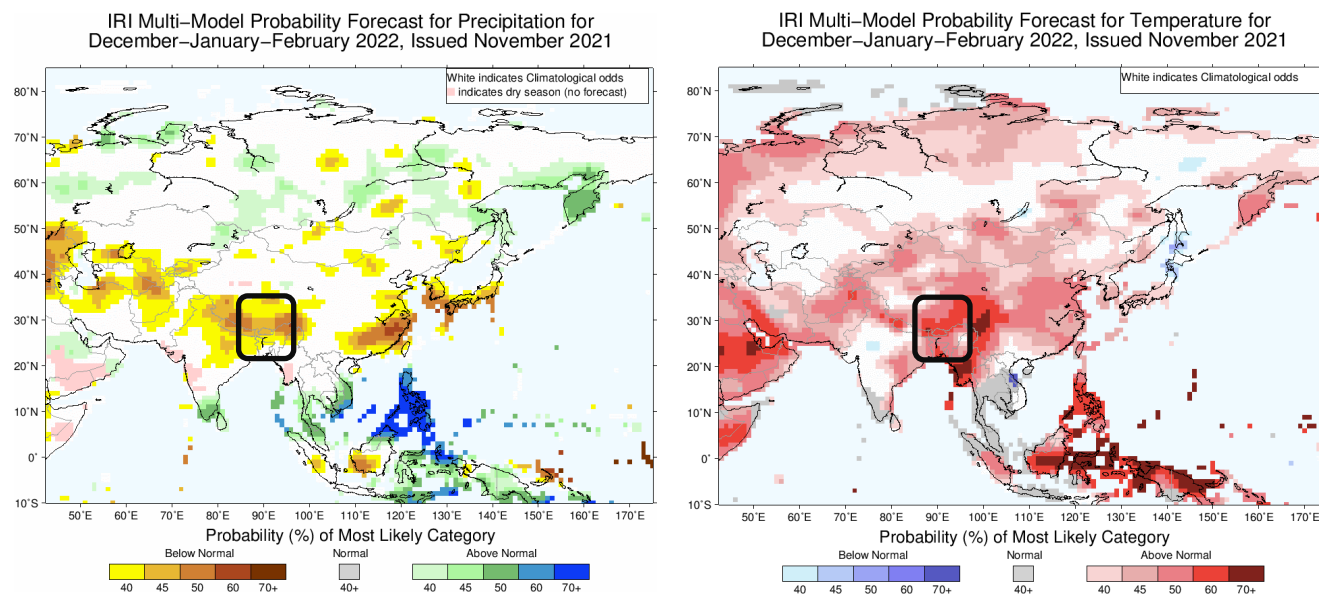 IRI Multi−Model Probability Forecast for Precipitation for
December−January−February 2022, Issued November 2021
White indicates Climatological odds
indicates dry season (no forecast)
80°N
70°N
60°N
50°N
40°N
30°N
20°N
10°N
0°
10°S
50°E 60°E 70°E 80°E 90°E 100°E 110°E 120°E 130°E 140°E 150°E 160°E 170°E
Probability (%) of Most Likely Category
Below Normal Normal Above Normal
40 45 50 60 70+ 40+ 40 45 50 60 70+
IRI Multi−Model Probability Forecast for Temperature for
December−January−February 2022, Issued November 2021
White indicates Climatological odds
80°N
70°N
60°N
50°N
40°N
30°N
20°N
10°N
0°
10°S
50°E 60°E 70°E 80°E 90°E 100°E 110°E 120°E 130°E 140°E 150°E 160°E 170°E
Probability (%) of Most Likely Category
Below Normal Normal Above Normal
40 45 50 60 70+ 40+ 40 45 50 60 70+